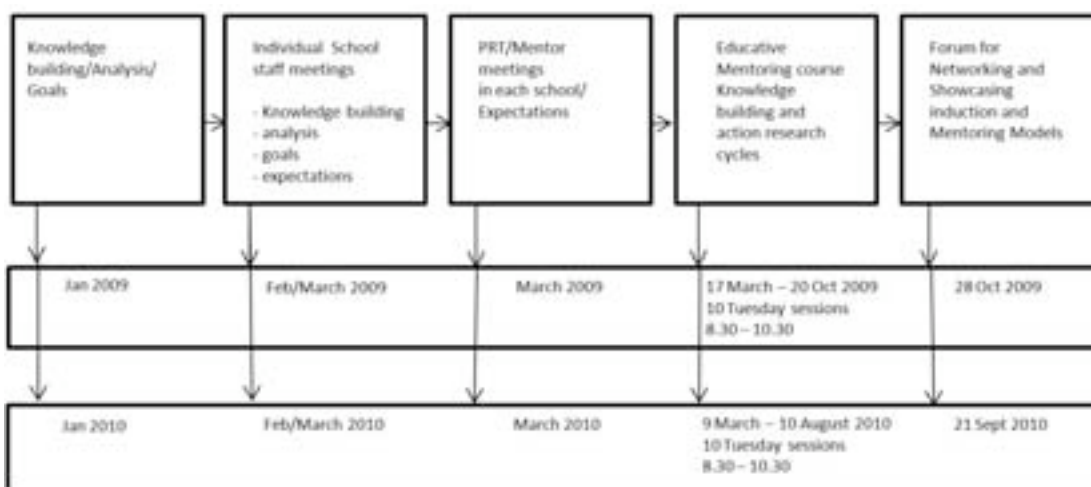 Knowledge
building/Analysis/
Goals
Individual School
staff meetings
- Knowledge building
- analysis
- goals
- expectations
PRT/Mentor
meetings
in each school/
Expectations
Educative
Mentoring course
Knowledge
building and
action research
cycles
Forum for
Networking and
Showcasing
induction and
Mentoring Models
Jan 2009
Feb/March 2009
March 2009
17 March – 20 Oct 2009
10 Tuesday sessions
8.30 – 10.30
28 Oct 2009
Jan 2010
Feb/March 2010
March 2010
9 March – 10 August 2010
10 Tuesday sessions
8.30 – 10.30
21 Sept 2010